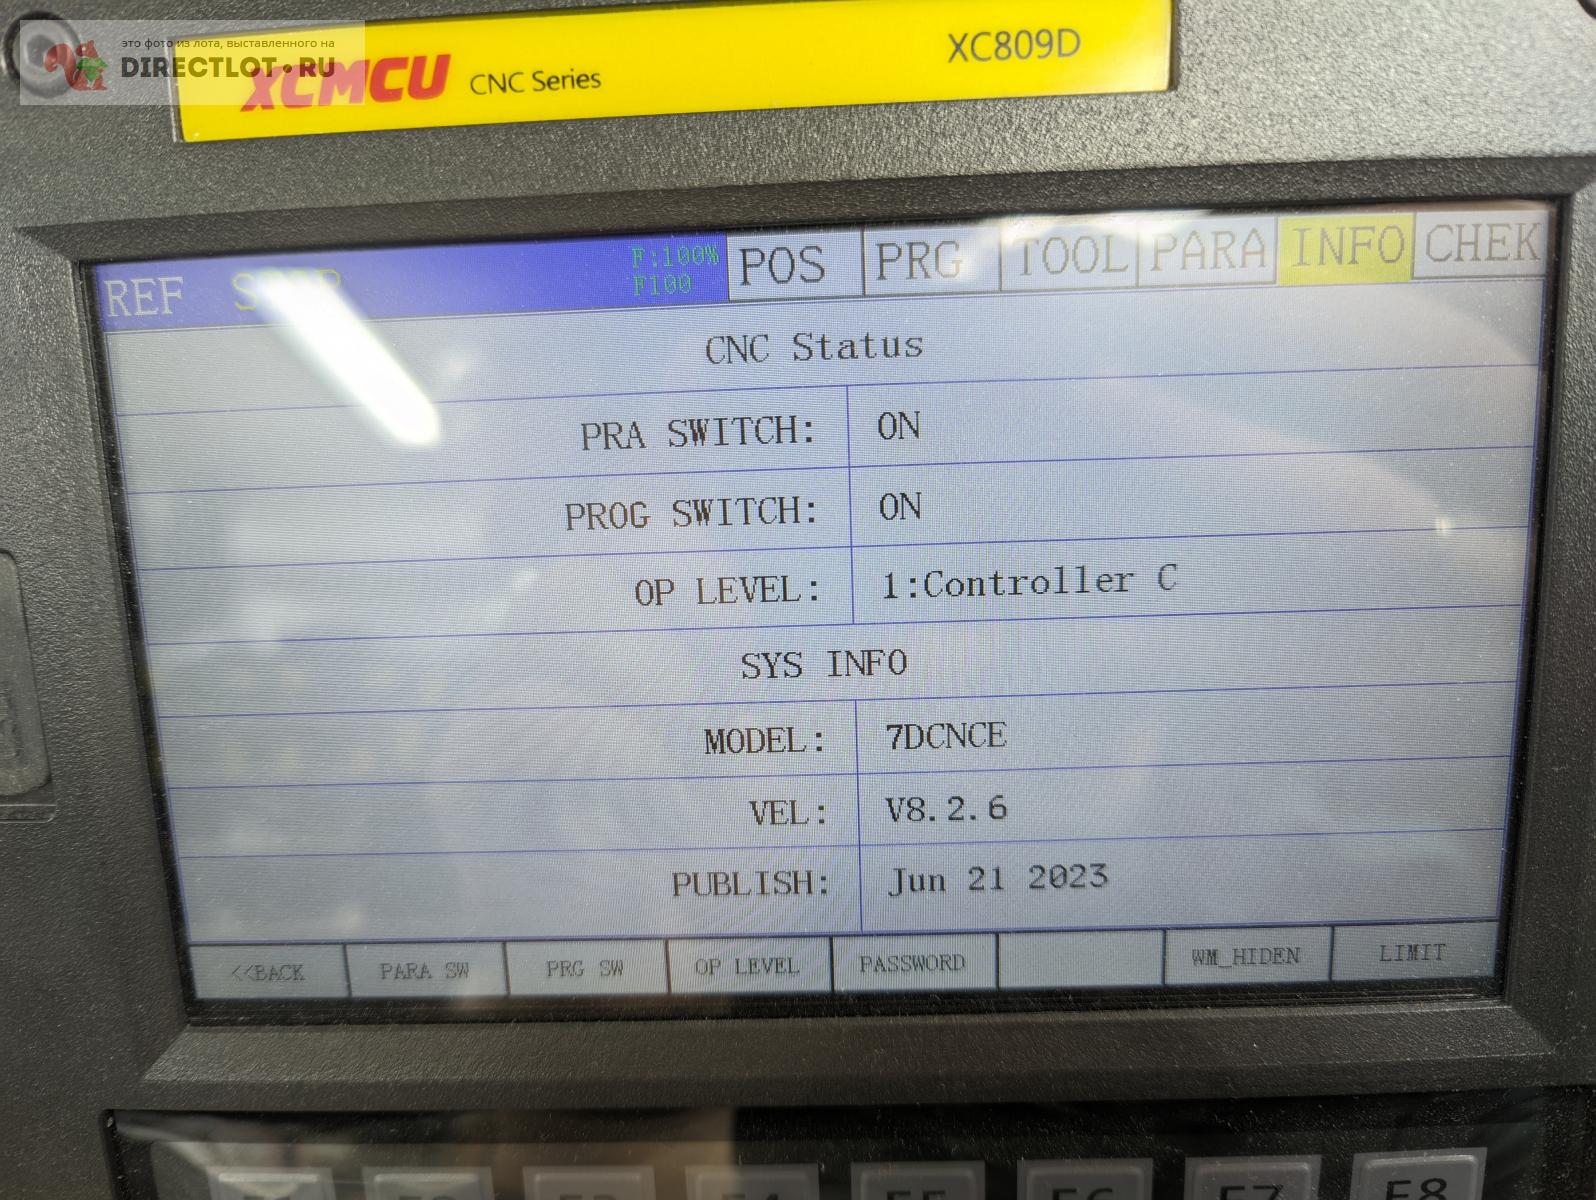 это фото из лота, выставленного на
DIRECTLOT.RU
XCMCU CNC Series XC809D
REF STOP F:100% F100 POS PRG TOOL PARA INFO CHEK
CNC Status
PRA SWITCH: ON
PROG SWITCH: ON
OP LEVEL: 1:Controller C
SYS INFO
MODEL: 7DCNCE
VEL: V8.2.6
PUBLISH: Jun 21 2023
<<BACK PARA SW PRG SW OP LEVEL PASSWORD WM_HIDEN LIMIT
F7 F8